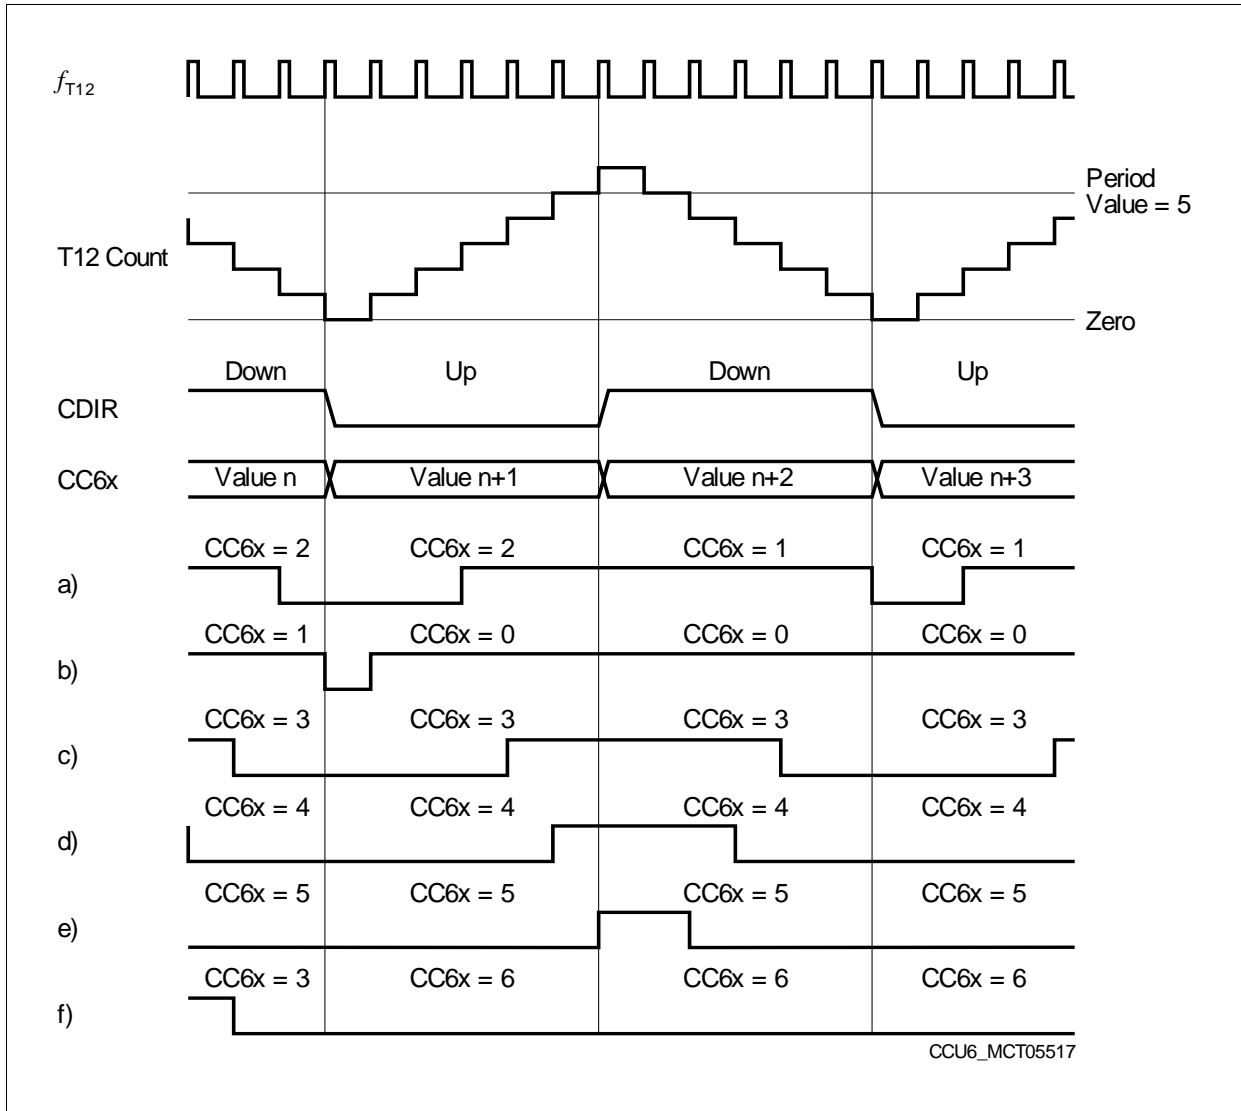 fT12
Period
Value = 5
T12 Count
Zero
Down Up Down Up
CDIR
CC6x Value n Value n+1 Value n+2 Value n+3
CC6x = 2 CC6x = 2 CC6x = 1 CC6x = 1
a)
CC6x = 1 CC6x = 0 CC6x = 0 CC6x = 0
b)
CC6x = 3 CC6x = 3 CC6x = 3 CC6x = 3
c)
CC6x = 4 CC6x = 4 CC6x = 4 CC6x = 4
d)
CC6x = 5 CC6x = 5 CC6x = 5 CC6x = 5
e)
CC6x = 3 CC6x = 6 CC6x = 6 CC6x = 6
f)
CCU6_MCT05517